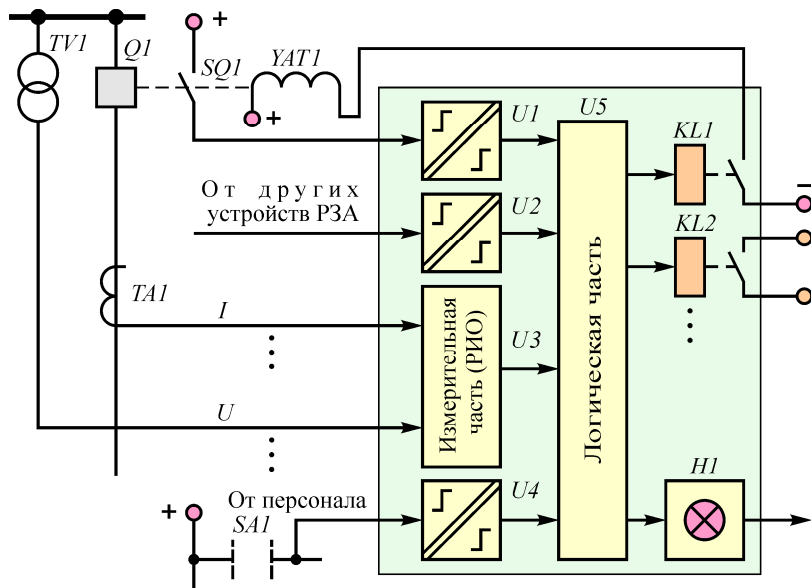 TV1
Q1
+
SQ1
YAT1
+
U1
U5
KL1
–
От других
устройств РЗА
U2
KL2
TA1
I
Измерительная
часть (РИО)
U3
Логическая часть
U
От персонала
+
SA1
U4
H1